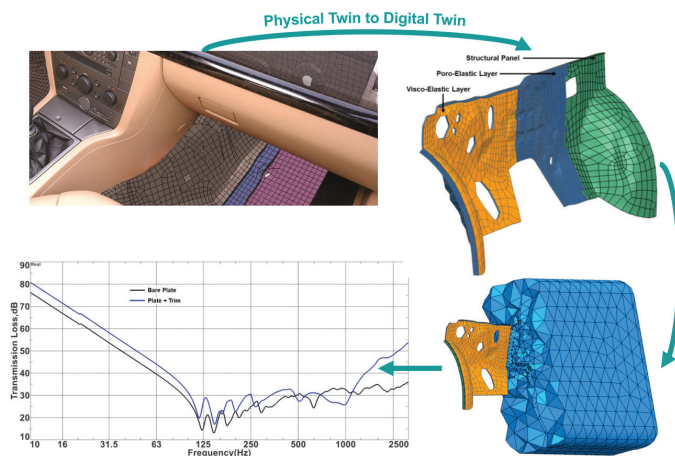 Physical Twin to Digital Twin
Structural Panel
Poro-Elastic Layer
Visco-Elastic Layer
90
Real
80
Bare Plate
Plate + Trim
70
60
50
40
30
20
10
Transmission Loss,dB
10 16 31.5 63 125 250 500 1000 2500
Frequency(Hz)